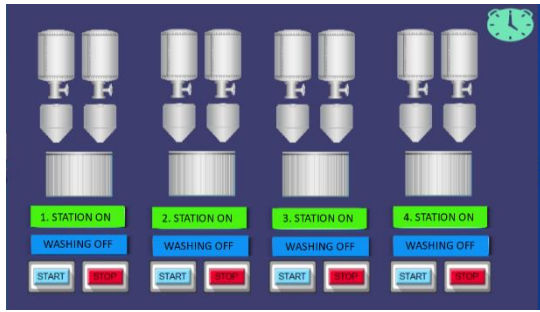 1. STATION ON
2. STATION ON
3. STATION ON
4. STATION ON
WASHING OFF
WASHING OFF
WASHING OFF
WASHING OFF
START
STOP
START
STOP
START
STOP
START
STOP